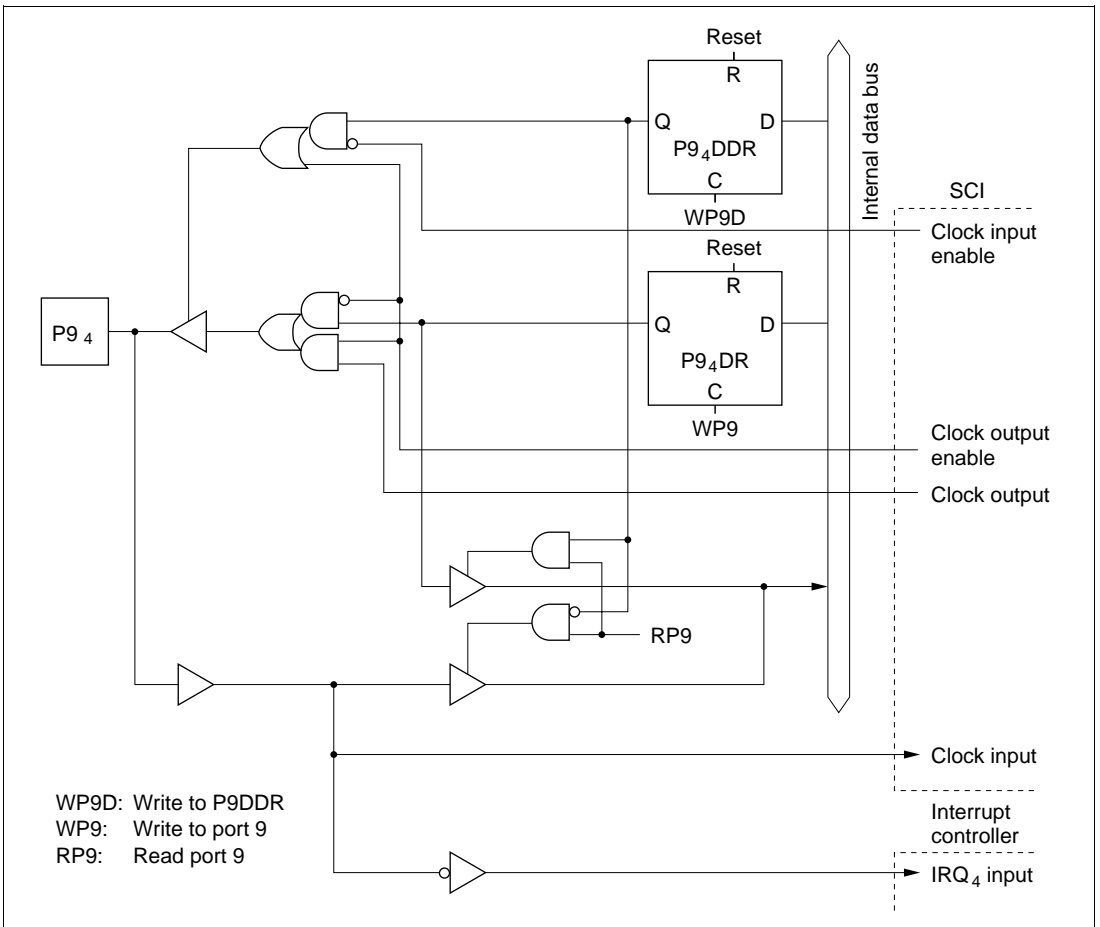 Reset
R
Q
D
P9₄DDR
C
WP9D
Internal data bus
SCI
Clock input
enable
Reset
R
P9₄
Q
D
P9₄DR
C
WP9
Clock output
enable
Clock output
RP9
Clock input
WP9D: Write to P9DDR
WP9: Write to port 9
RP9: Read port 9
Interrupt
controller
IRQ₄ input